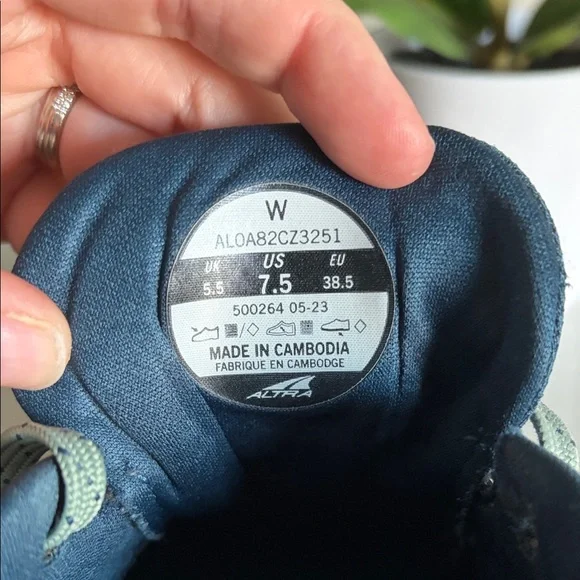 W
AL0A82CZ3251
UK US EU
5.5 7.5 38.5
500264 05-23
MADE IN CAMBODIA
FABRIQUE EN CAMBODGE
ALTRA